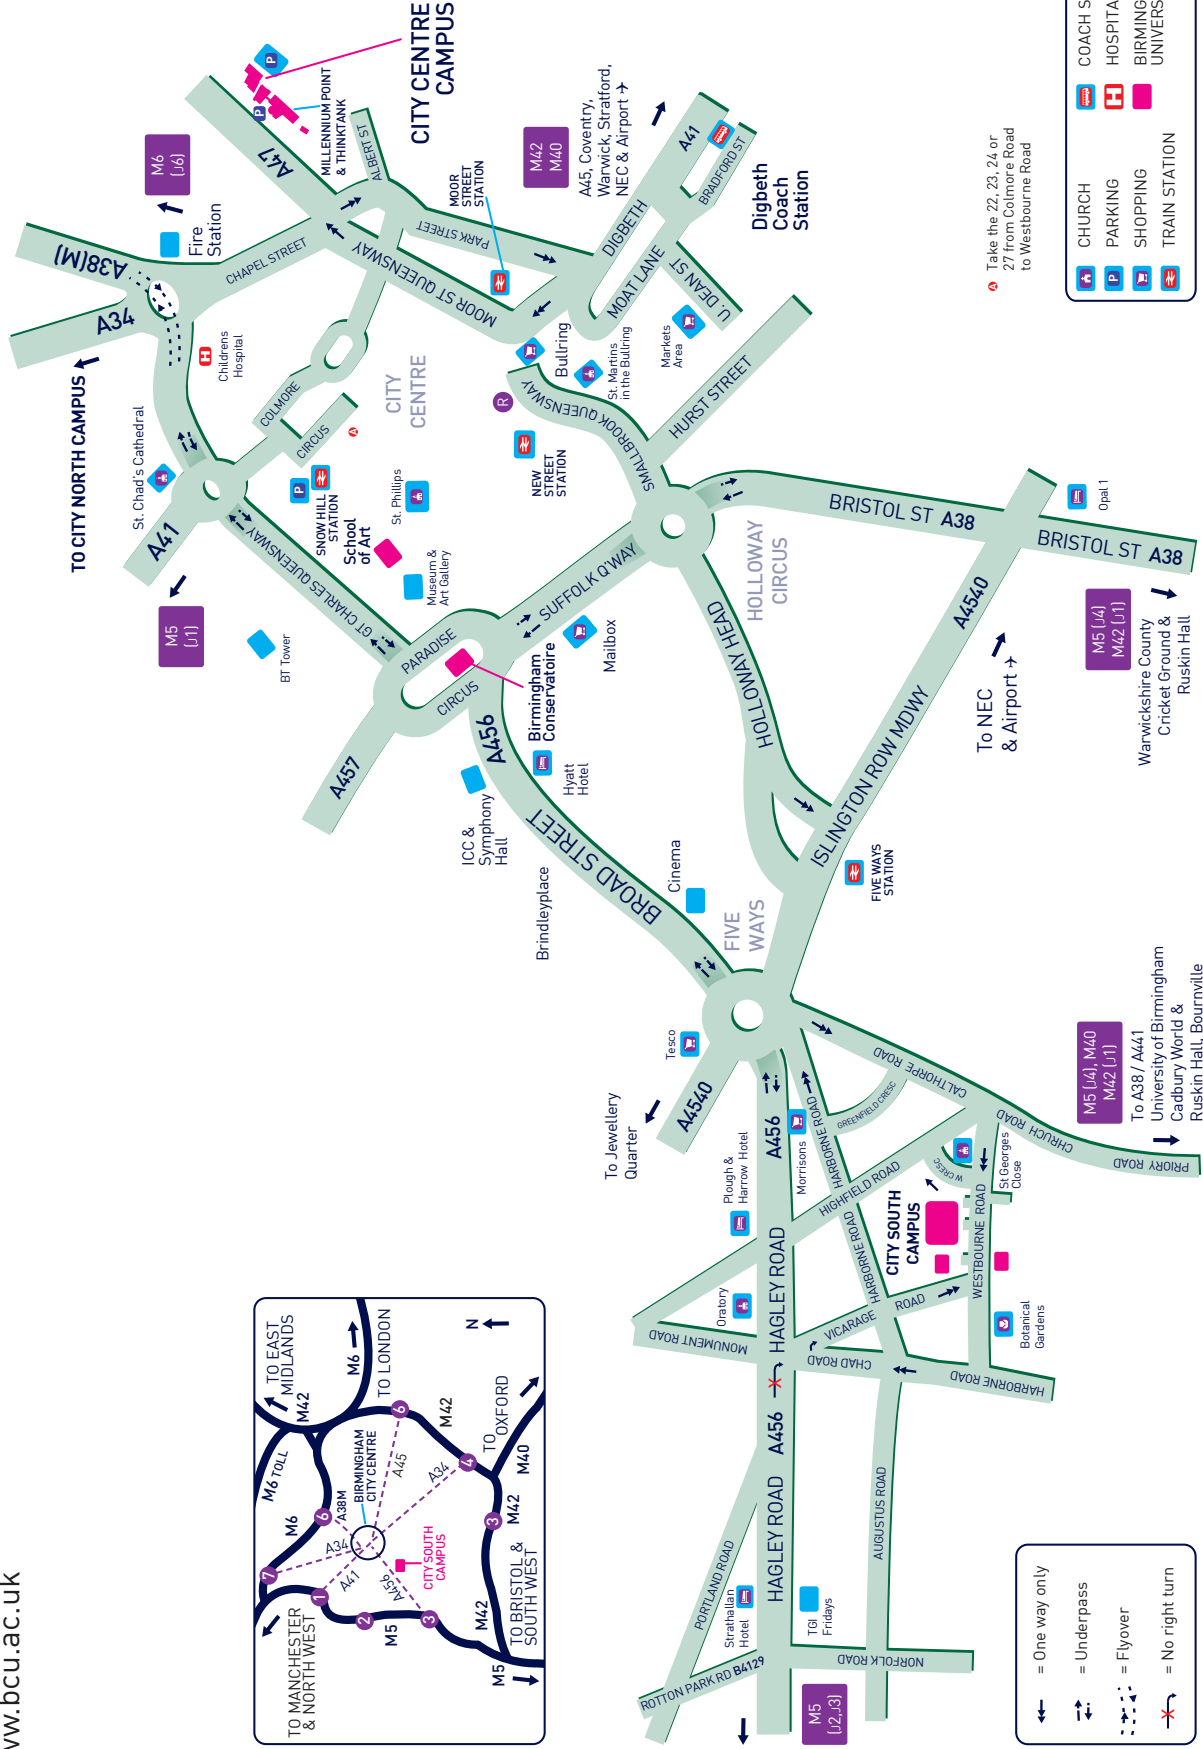 vw.bcu.ac.uk
TO MANCHESTER
& NORTH WEST
M6 TOLL
M6
M42
TO EAST
MIDLANDS
M6
TO LONDON
N
7
6
A38M
BIRMINGHAM
CITY CENTRE
A34
A41
A45
6
M42
1
2
M5
3
A456
A34
4
CITY SOUTH
CAMPUS
TO
OXFORD
M40
M42
3
M42
M5
TO BRISTOL &
SOUTH WEST
= One way only
= Underpass
= Flyover
= No right turn
TO CITY NORTH CAMPUS
A34
A38(M)
M6
(J6)
Fire
Station
A47
MILLENNIUM POINT
& THINKTANK
P
P
CITY CENTRE
CAMPUS
ALBERT ST
CHAPEL STREET
PARK STREET
MOOR
STREET
STATION
MOOR ST QUEENSWAY
M42
M40
A45, Coventry,
Warwick, Stratford,
NEC & Airport
A41
BRADFORD ST
DIGBETH
Digbeth
Coach
Station
MOAT LANE
U. DEAN ST
Markets
Area
Bullring
St. Martins
in the Bullring
H
Childrens
Hospital
St. Chad's Cathedral
A41
M5
(J1)
COLMORE
CIRCUS
A
CITY
CENTRE
P
SNOW HILL
STATION
School
of Art
St. Phillips
Museum &
Art Gallery
R
NEW
STREET
STATION
SMALLBROOK QUEENSWAY
HURST STREET
GT CHARLES QUEENSWAY
BT Tower
PARADISE
CIRCUS
SUFFOLK Q'WAY
Mailbox
Birmingham
Conservatoire
A457
A456
ICC &
Symphony
Hall
Hyatt
Hotel
Brindleyplace
BROAD STREET
Cinema
FIVE
WAYS
HOLLOWAY
CIRCUS
HOLLOWAY HEAD
BRISTOL ST A38
BRISTOL ST A38
Opal 1
A4540
ISLINGTON ROW MDWY
FIVE WAYS
STATION
To NEC
& Airport
M5 (J4)
M42 (J1)
Warwickshire County
Cricket Ground &
Ruskin Hall
Tesco
A4540
To Jewellery
Quarter
A456
Morrisons
Plough &
Harrow Hotel
HARBORNE ROAD
GREENFIELD CRESC
CALTHORPE ROAD
HIGHFIELD ROAD
HARBORNE ROAD
CHRUCH ROAD
PRIORY ROAD
W CRESC
St Georges
Close
CITY SOUTH
CAMPUS
WESTBOURNE ROAD
Botanical
Gardens
M5 (J4), M40
M42 (J1)
To A38 / A441
University of Birmingham
Cadbury World &
Ruskin Hall, Bournville
Oratory
MONUMENT ROAD
HAGLEY ROAD
VICARAGE ROAD
CHAD ROAD
HARBORNE ROAD
A456
HAGLEY ROAD
PORTLAND ROAD
Strathallan
Hotel
TGI
Fridays
AUGUSTUS ROAD
NORFOLK ROAD
ROTTON PARK RD B4129
M5
(J2,J3)
A Take the 22, 23, 24 or
27 from Colmore Road
to Westbourne Road
CHURCH
P PARKING
SHOPPING
TRAIN STATION
COACH S
H HOSPITA
BIRMING
UNIVERS